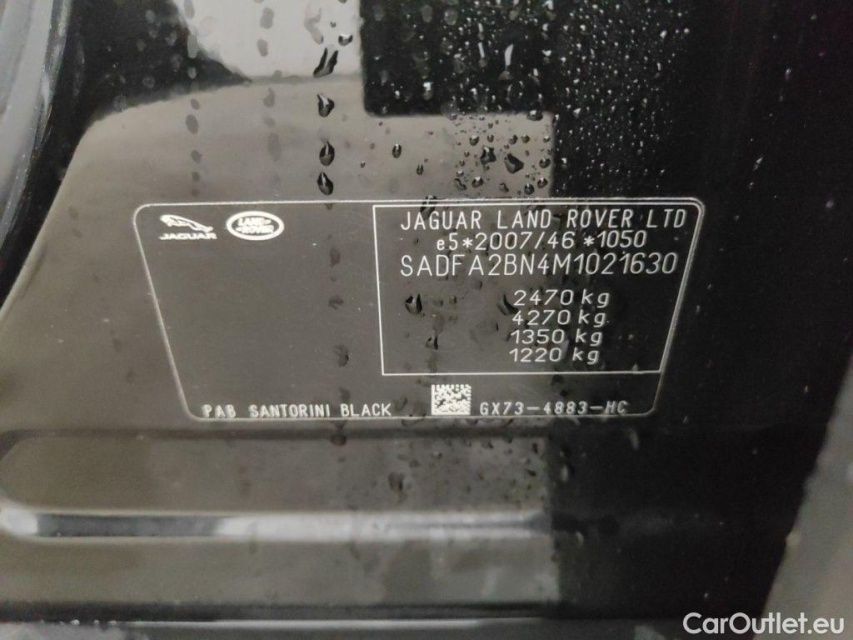 JAGUAR
LAND
ROVER
JAGUAR LAND ROVER LTD
e5*2007/46*1050
SADFA2BN4M1021630
2470 kg
4270 kg
1350 kg
1220 kg
PAB SANTORINI BLACK
GX73-4883-HC
CarOutlet.eu